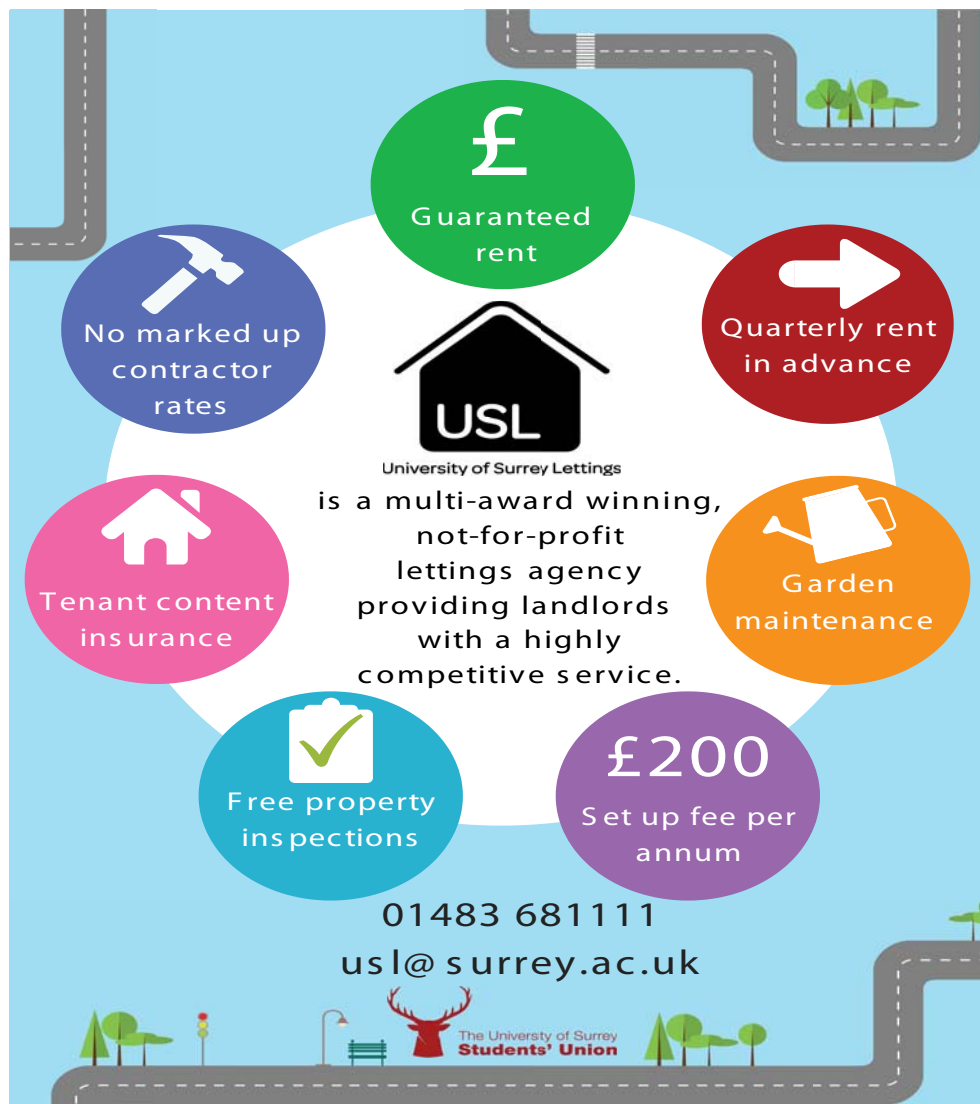 £
Guaranteed
rent
No marked up
contractor
rates
Quarterly rent
in advance
USL
University of Surrey Lettings
is a multi-award winning,
not-for-profit
lettings agency
providing landlords
with a highly
competitive service.
Tenant content
insurance
Garden
maintenance
Free property
inspections
£200
Set up fee per
annum
01483 681111
usl@surrey.ac.uk
The University of Surrey
Students' Union